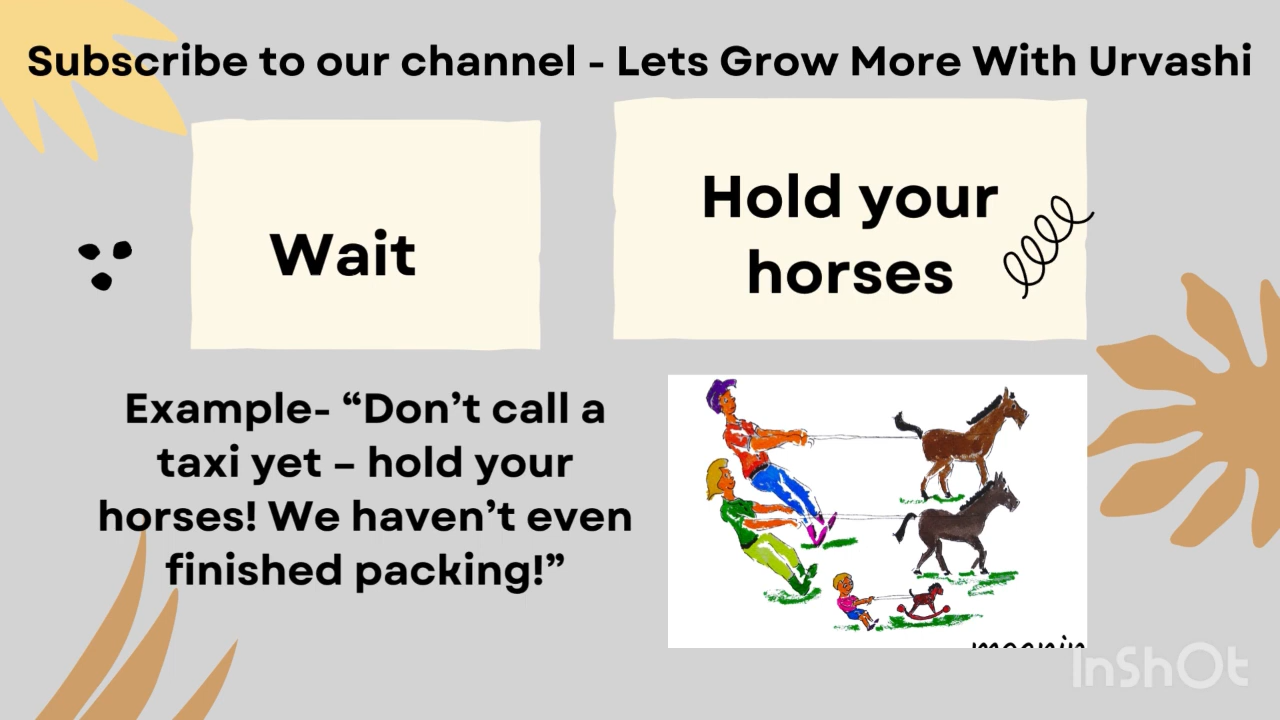 Subscribe to our channel - Lets Grow More With Urvashi
Wait
Hold your
horses
Example- “Don’t call a
taxi yet – hold your
horses! We haven’t even
finished packing!”
InShOt